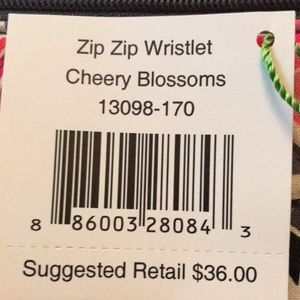 Zip Zip Wristlet
Cheery Blossoms
13098-170
8 86003 28084 3
Suggested Retail $36.00